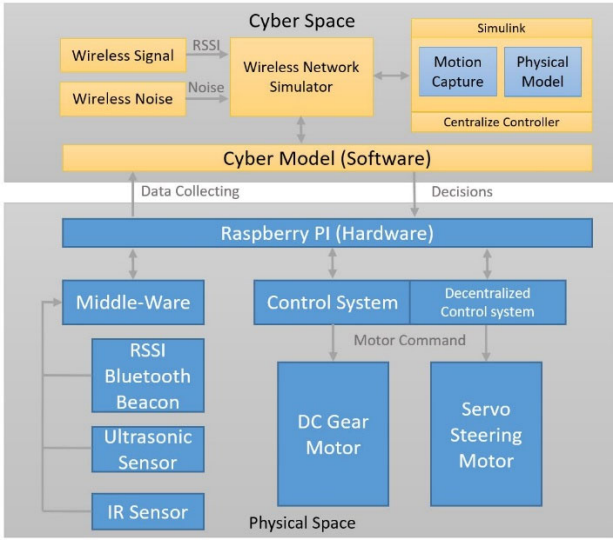 Cyber Space
Simulink
Wireless Signal
RSSI
Wireless Network
Simulator
Motion
Capture
Physical
Model
Wireless Noise
Noise
Centralize Controller
Cyber Model (Software)
Data Collecting
Decisions
Raspberry PI (Hardware)
Middle-Ware
Control System
Decentralized
Control system
Motor Command
RSSI
Bluetooth
Beacon
DC Gear
Motor
Servo
Steering
Motor
Ultrasonic
Sensor
IR Sensor
Physical Space